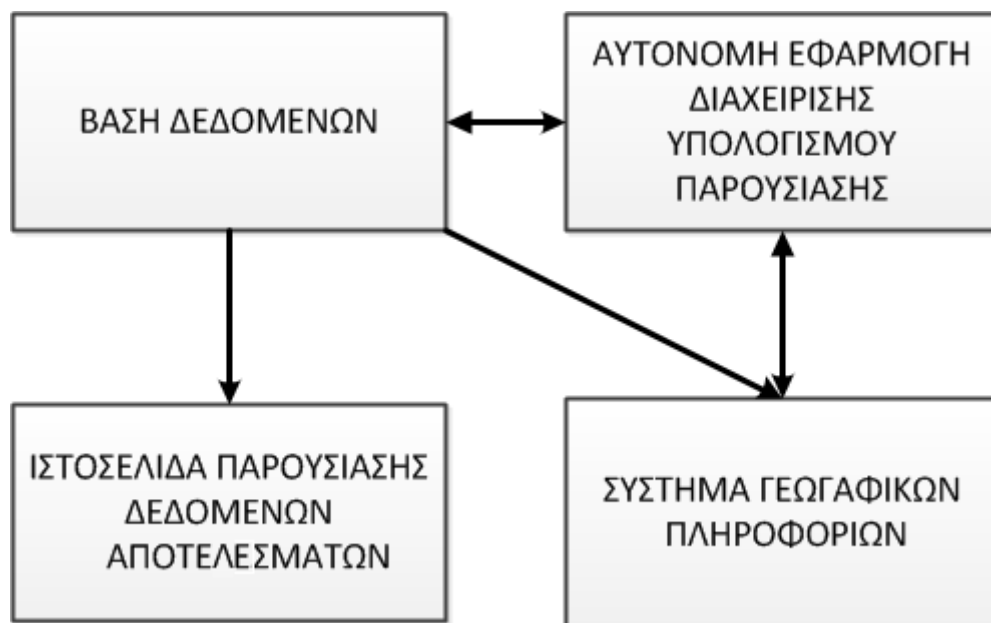 ΒΑΣΗ ΔΕΔΟΜΕΝΩΝ
ΑΥΤΟΝΟΜΗ ΕΦΑΡΜΟΓΗ
ΔΙΑΧΕΙΡΙΣΗΣ
ΥΠΟΛΟΓΙΣΜΟΥ
ΠΑΡΟΥΣΙΑΣΗΣ
ΙΣΤΟΣΕΛΙΔΑ ΠΑΡΟΥΣΙΑΣΗΣ
ΔΕΔΟΜΕΝΩΝ
ΑΠΟΤΕΛΕΣΜΑΤΩΝ
ΣΥΣΤΗΜΑ ΓΕΩΓΑΦΙΚΩΝ
ΠΛΗΡΟΦΟΡΙΩΝ